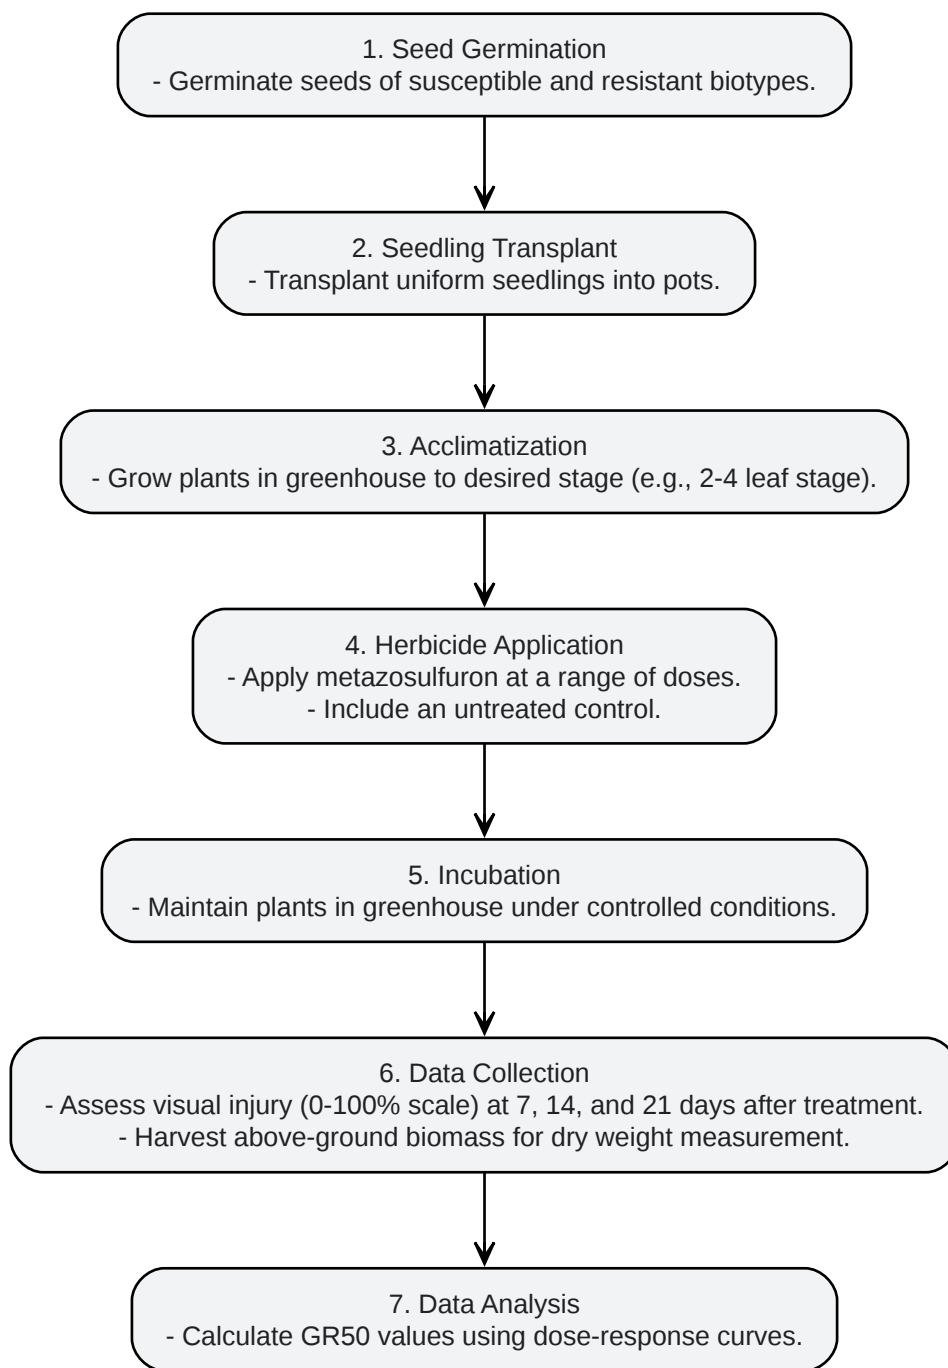 1. Seed Germination
- Germinate seeds of susceptible and resistant biotypes.
2. Seedling Transplant
- Transplant uniform seedlings into pots.
3. Acclimatization
- Grow plants in greenhouse to desired stage (e.g., 2-4 leaf stage).
4. Herbicide Application
- Apply metazosulfuron at a range of doses.
- Include an untreated control.
5. Incubation
- Maintain plants in greenhouse under controlled conditions.
6. Data Collection
- Assess visual injury (0-100% scale) at 7, 14, and 21 days after treatment.
- Harvest above-ground biomass for dry weight measurement.
7. Data Analysis
- Calculate GR50 values using dose-response curves.